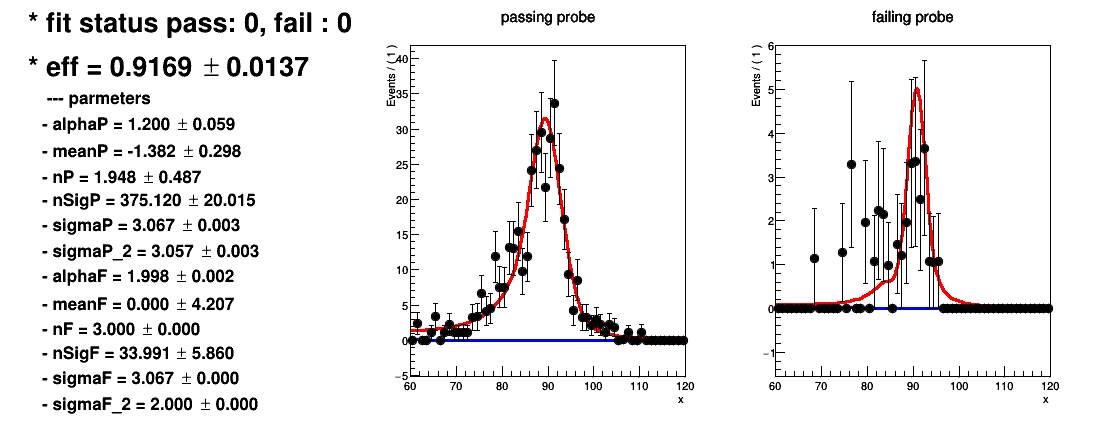 * fit status pass: 0, fail : 0
* eff = 0.9169 ± 0.0137
--- parmeters
- alphaP = 1.200 ± 0.059
- meanP = -1.382 ± 0.298
- nP = 1.948 ± 0.487
- nSigP = 375.120 ± 20.015
- sigmaP = 3.067 ± 0.003
- sigmaP_2 = 3.057 ± 0.003
- alphaF = 1.998 ± 0.002
- meanF = 0.000 ± 4.207
- nF = 3.000 ± 0.000
- nSigF = 33.991 ± 5.860
- sigmaF = 3.067 ± 0.000
- sigmaF_2 = 2.000 ± 0.000
passing probe
Events / ( 1 )
40
35
30
25
20
15
10
5
0
−5
60 70 80 90 100 110 120
x
failing probe
Events / ( 1 )
6
5
4
3
2
1
0
−1
60 70 80 90 100 110 120
x